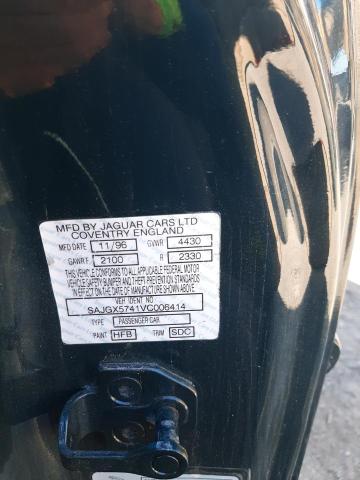 MFD BY JAGUAR CARS LTD
COVENTRY ENGLAND
MFD DATE 11/96 GVWR 4430
GAWR F 2100 R 2330
THIS VEHICLE CONFORMS TO ALL APPLICABLE FEDERAL MOTOR
VEHICLE SAFETY BUMPER AND THEFT PREVENTION STANDARDS
IN EFFECT ON THE DATE OF MANUFACTURE SHOWN ABOVE
VEH IDENT NO
SAJGX5741VC006414
TYPE PASSENGER CAR
PAINT HFB TRIM SDC